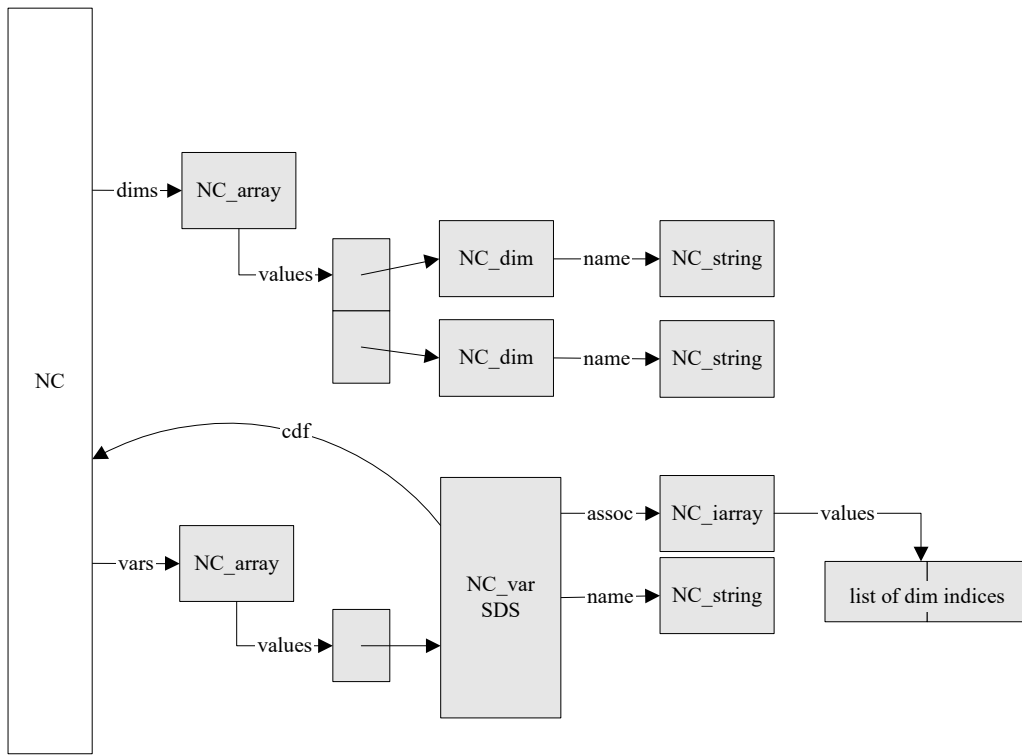 dims
NC_array
values
NC_dim
name
NC_string
NC_dim
name
NC_string
NC
cdf
vars
NC_array
values
NC_var
SDS
assoc
NC_iarray
values
name
NC_string
list of dim indices